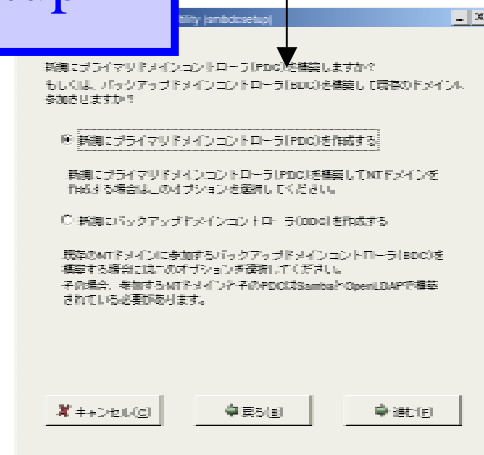 tility [smbdcsetup]
新規にプライマリドメインコントローラ(PDC)を構築しますか?
もしくは、バックアップドメインコントローラ(BDC)を構築して既存のドメインに
参加させますか?
新規にプライマリドメインコントローラ(PDC)を作成する
新規にプライマリドメインコントローラ(PDC)を構築してNTドメインを
作成する場合は、このオプションを選択してください。
新規にバックアップドメインコントローラ(BDC)を作成する
既存のNTドメインに参加するバックアップドメインコントローラ(BDC)を
構築する場合はこのオプションを選択してください。
その場合、参加するNTドメインとそのPDCはSambaとOpenLDAPで構築
されている必要があります。
キャンセル(C) 戻る(B) 進む(F)